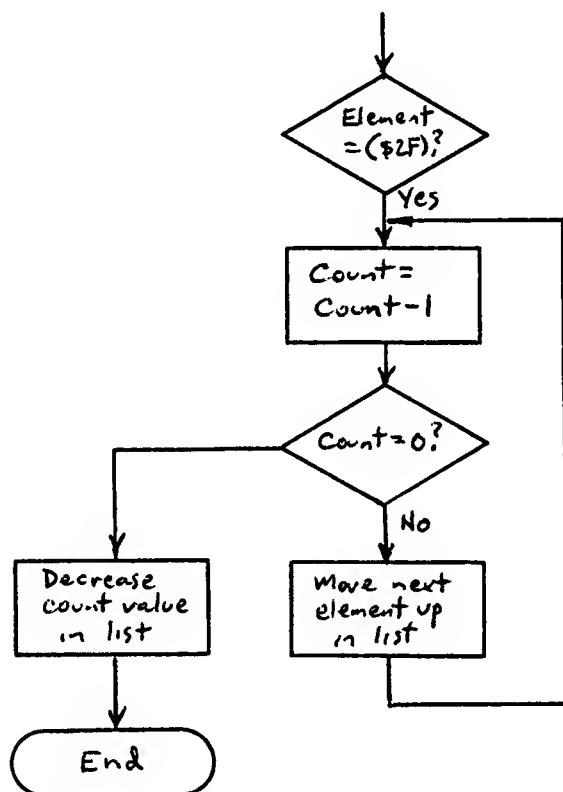 Element
=($2F)?
Yes
Count=
Count-1
Count=0?
No
Decrease
count value
in list
Move next
element up
in list
End